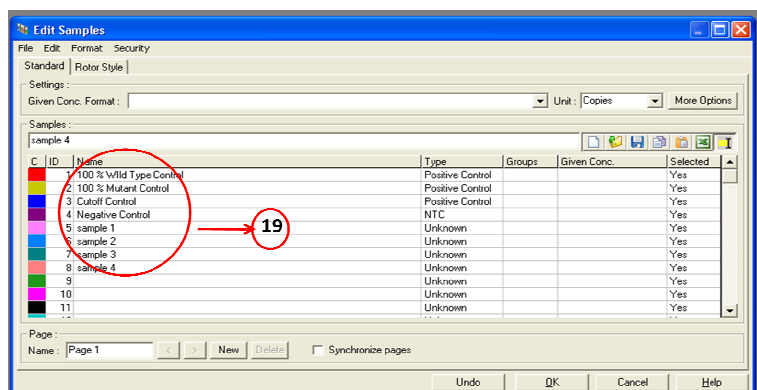 Edit Samples
File Edit Format Security
Standard Rotor Style
Settings :
Given Conc. Format : Unit : Copies More Options
Samples :
sample 4
C ID Name Type Groups Given Conc. Selected
1 100 % Wild Type Control Positive Control Yes
2 100 % Mutant Control Positive Control Yes
3 Cutoff Control Positive Control Yes
4 Negative Control NTC Yes
5 sample 1 Unknown Yes
6 sample 2 Unknown Yes
7 sample 3 Unknown Yes
8 sample 4 Unknown Yes
9 Unknown Yes
10 Unknown Yes
11 Unknown Yes
19
Page :
Name : Page 1 < > New Delete Synchronize pages
Undo OK Cancel Help